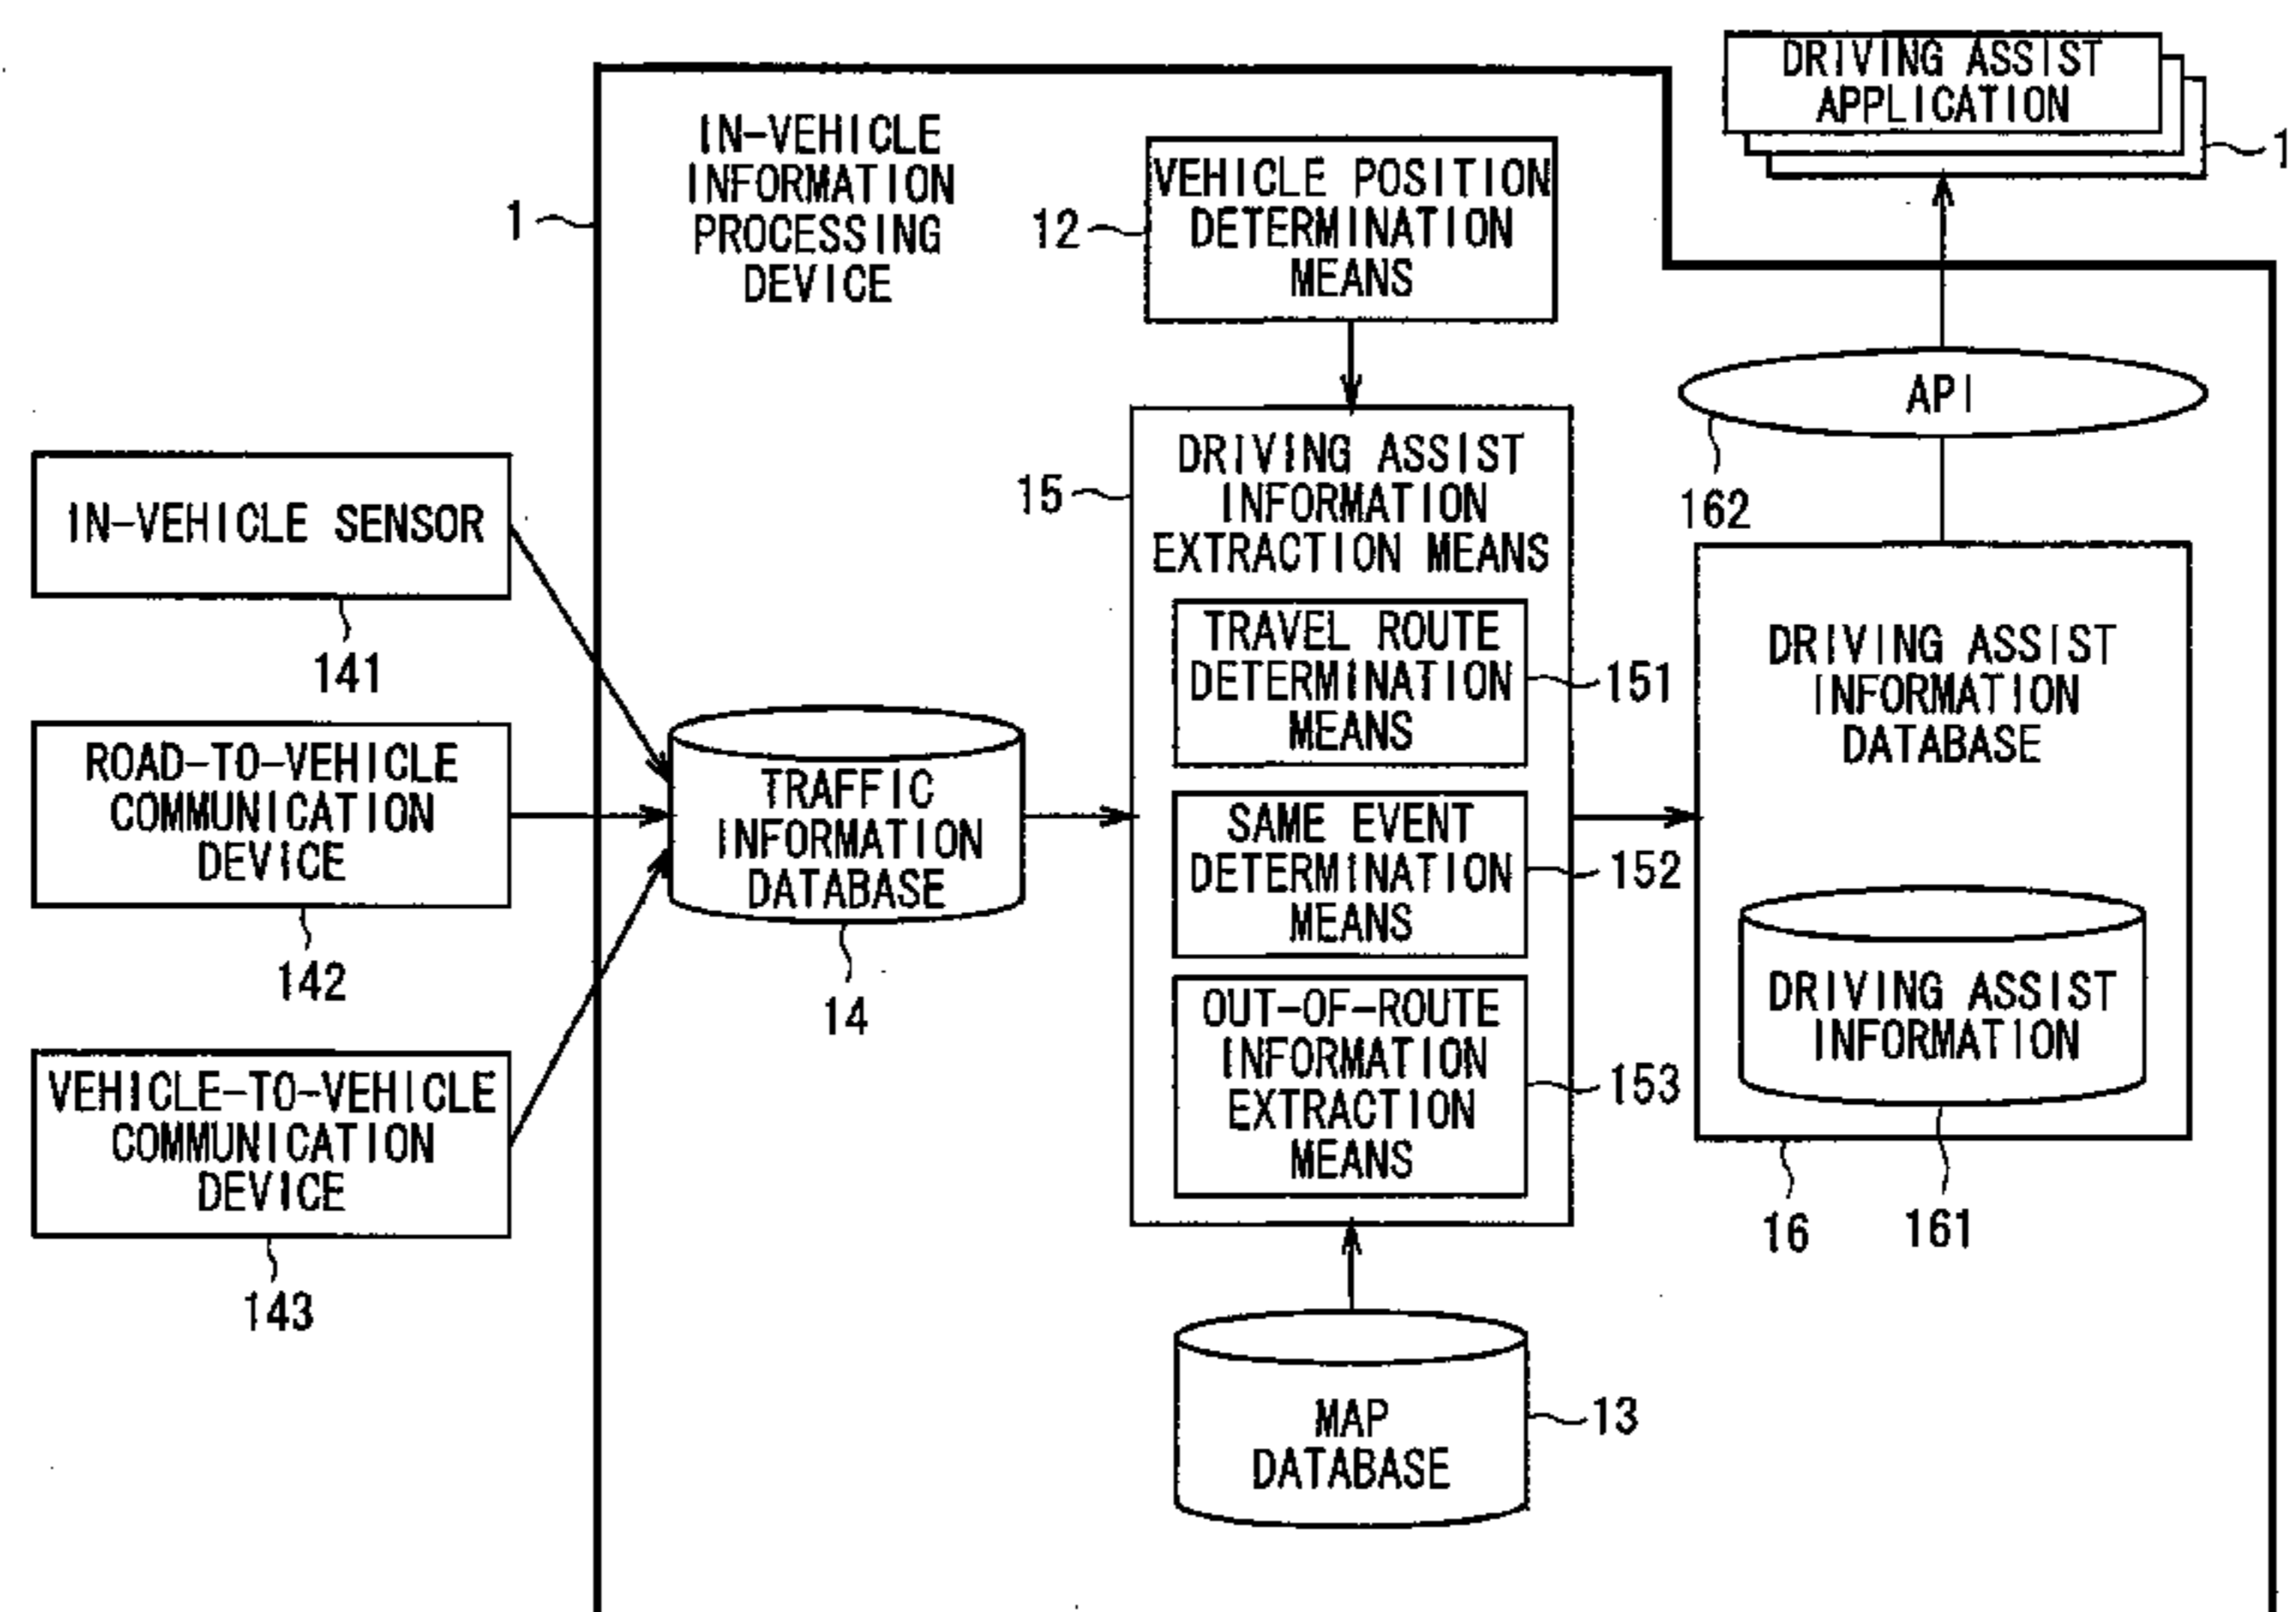 DRIVING ASSIST
APPLICATION
1
IN-VEHICLE
INFORMATION
PROCESSING
DEVICE
1
VEHICLE POSITION
DETERMINATION
MEANS
12
API
162
DRIVING ASSIST
INFORMATION
EXTRACTION MEANS
15
IN-VEHICLE SENSOR
141
TRAVEL ROUTE
DETERMINATION
MEANS
151
ROAD-TO-VEHICLE
COMMUNICATION
DEVICE
142
TRAFFIC
INFORMATION
DATABASE
14
SAME EVENT
DETERMINATION
MEANS
152
DRIVING ASSIST
INFORMATION
DATABASE
16
DRIVING ASSIST
INFORMATION
161
VEHICLE-TO-VEHICLE
COMMUNICATION
DEVICE
143
OUT-OF-ROUTE
INFORMATION
EXTRACTION
MEANS
153
MAP
DATABASE
13